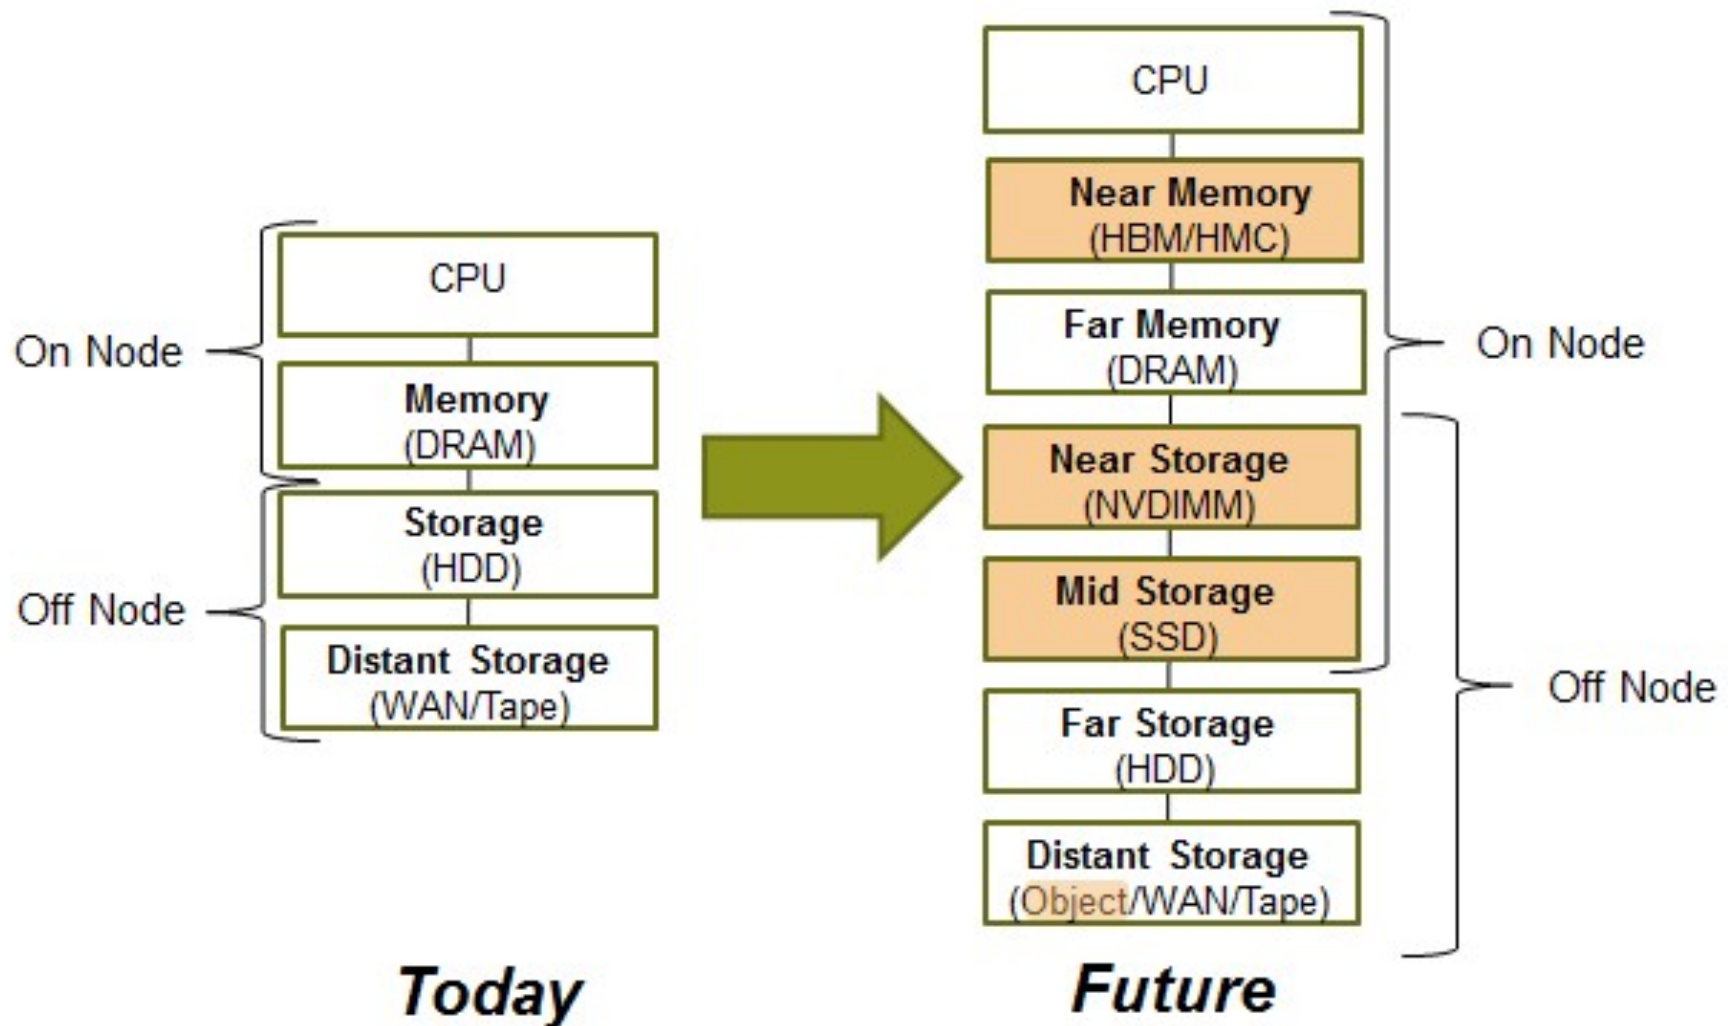 CPU
On Node
Memory
(DRAM)
Storage
(HDD)
Off Node
Distant Storage
(WAN/Tape)
Today
CPU
Near Memory
(HBM/HMC)
Far Memory
(DRAM)
On Node
Near Storage
(NVDIMM)
Mid Storage
(SSD)
Off Node
Far Storage
(HDD)
Distant Storage
(Object/WAN/Tape)
Future